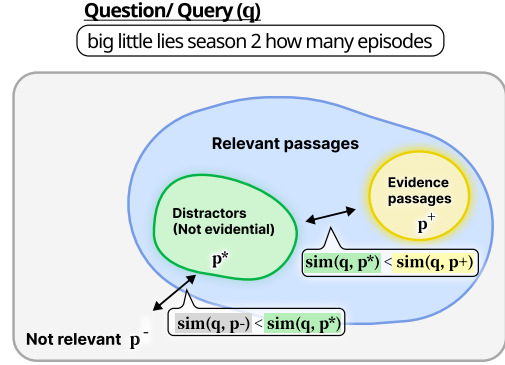 Question/ Query (q)
big little lies season 2 how many episodes
Relevant passages
Evidence
passages
p+
Distractors
(Not evidential)
p*
sim(q, p*) < sim(q, p+)
sim(q, p-) < sim(q, p*)
Not relevant p-